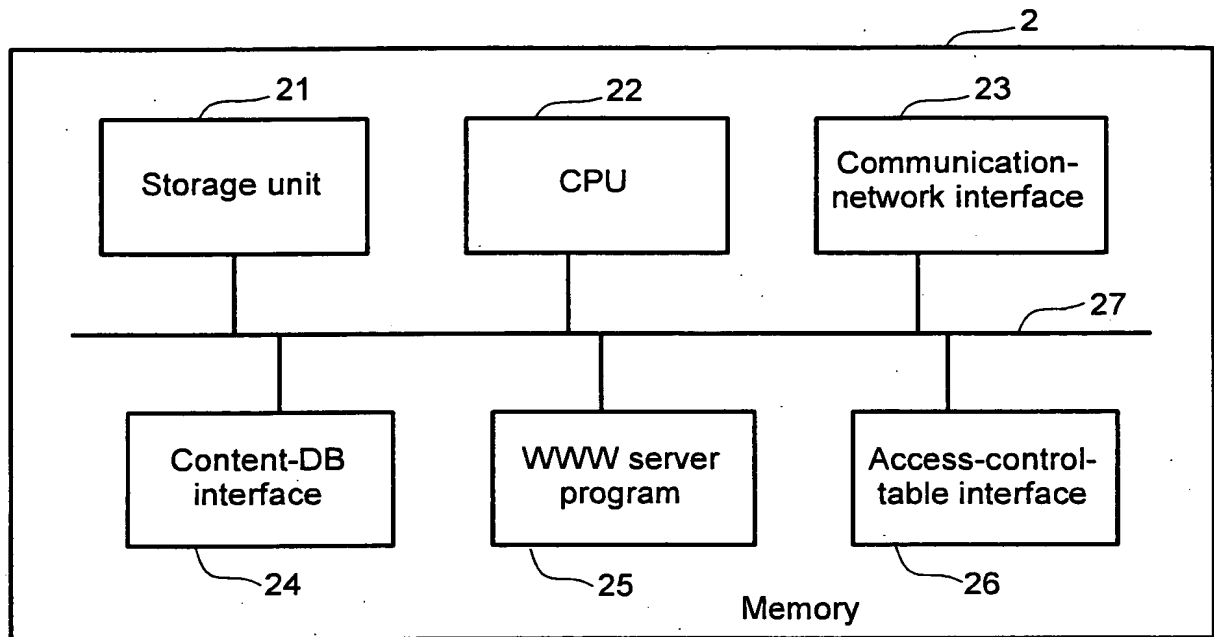 2
21
22
23
Storage unit
CPU
Communication-
network interface
27
Content-DB
interface
WWW server
program
Access-control-
table interface
24
25
26
Memory